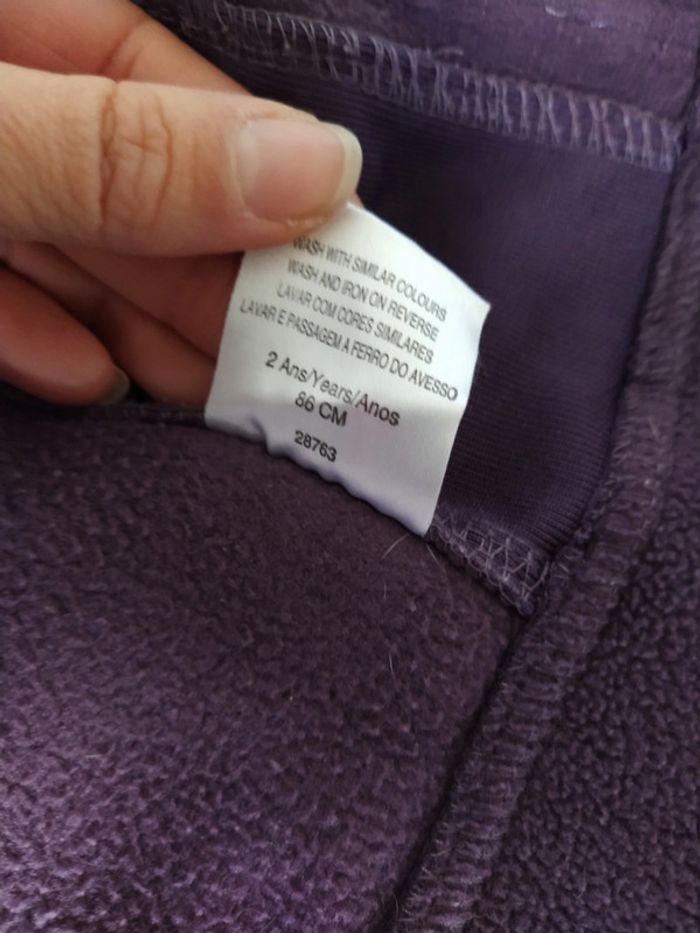 WASH WITH SIMILAR COLOURS
WASH AND IRON ON REVERSE
LAVAR COM CORES SIMILARES
LAVAR E PASSAGEM A FERRO DO AVESSO
2 Ans/Years/Anos
86 CM
28763